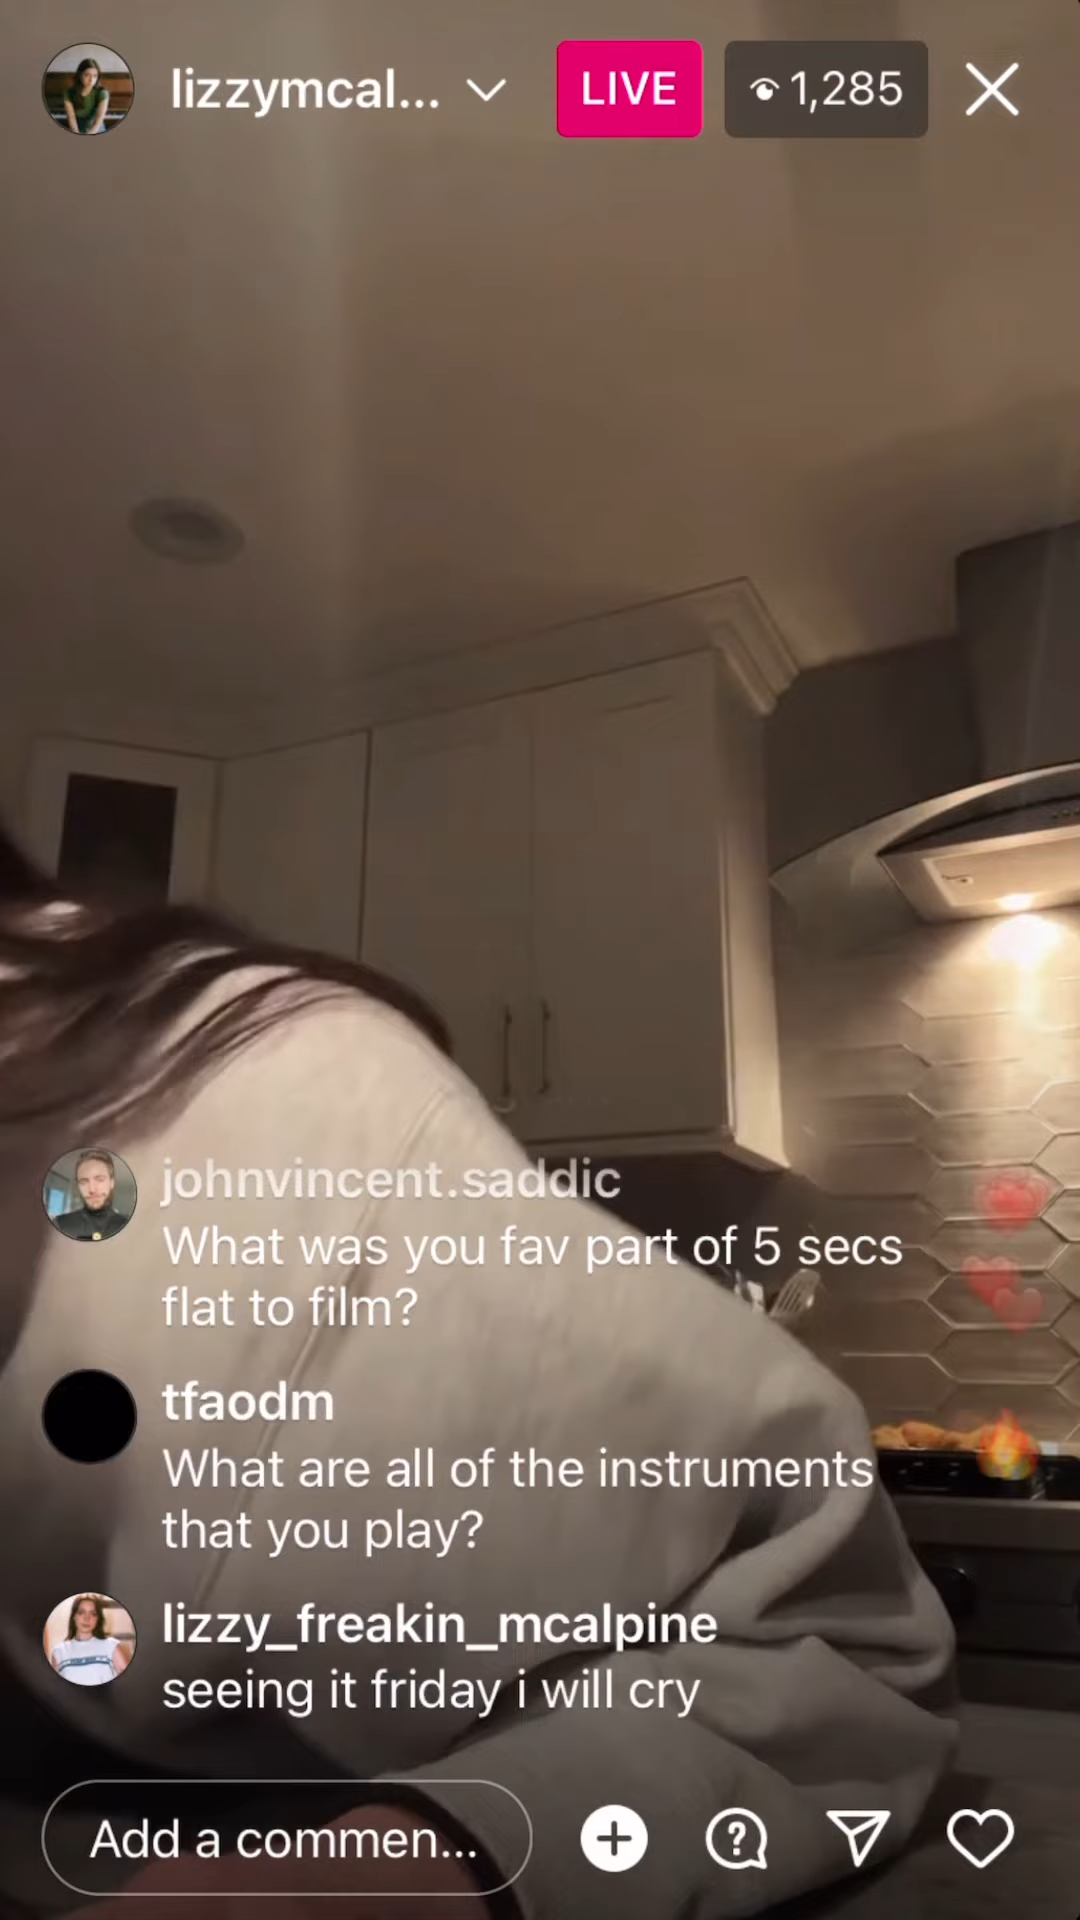 lizzymcal...
LIVE
1,285
johnvincent.saddic
What was you fav part of 5 secs
flat to film?
tfaodm
What are all of the instruments
that you play?
lizzy_freakin_mcalpine
seeing it friday i will cry
Add a commen...